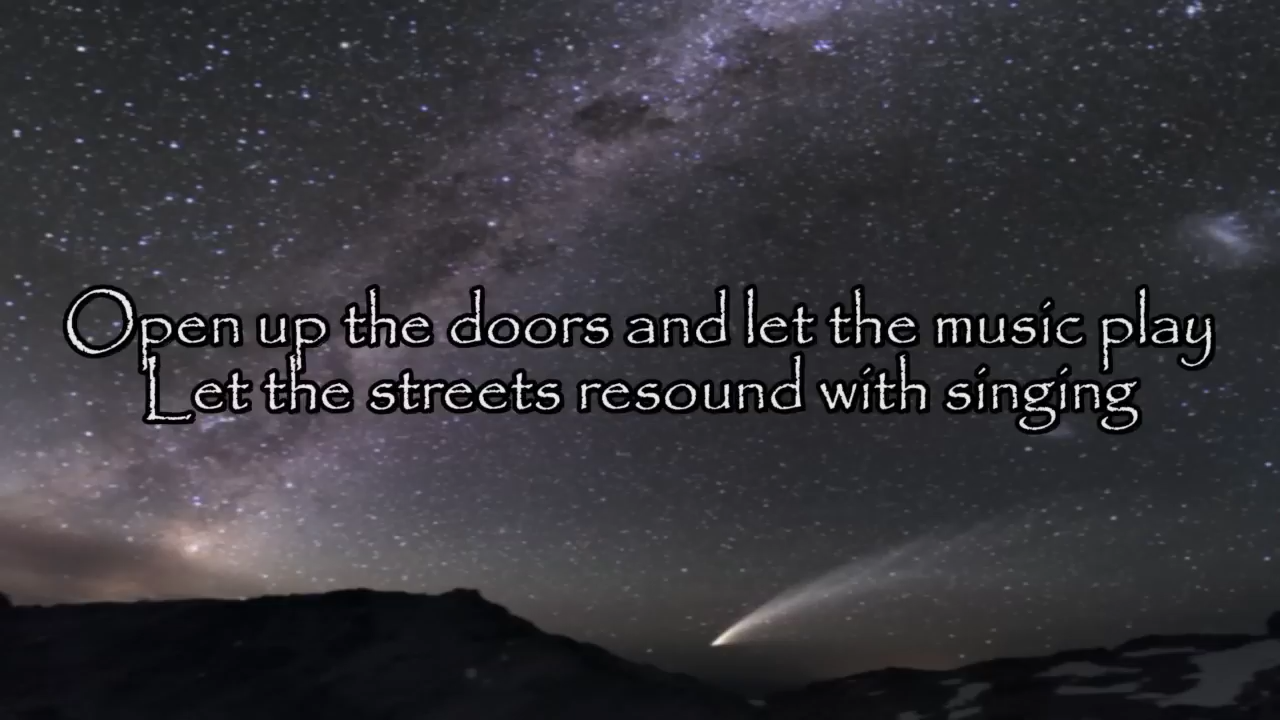 Open up the doors and let the music play
Let the streets resound with singing